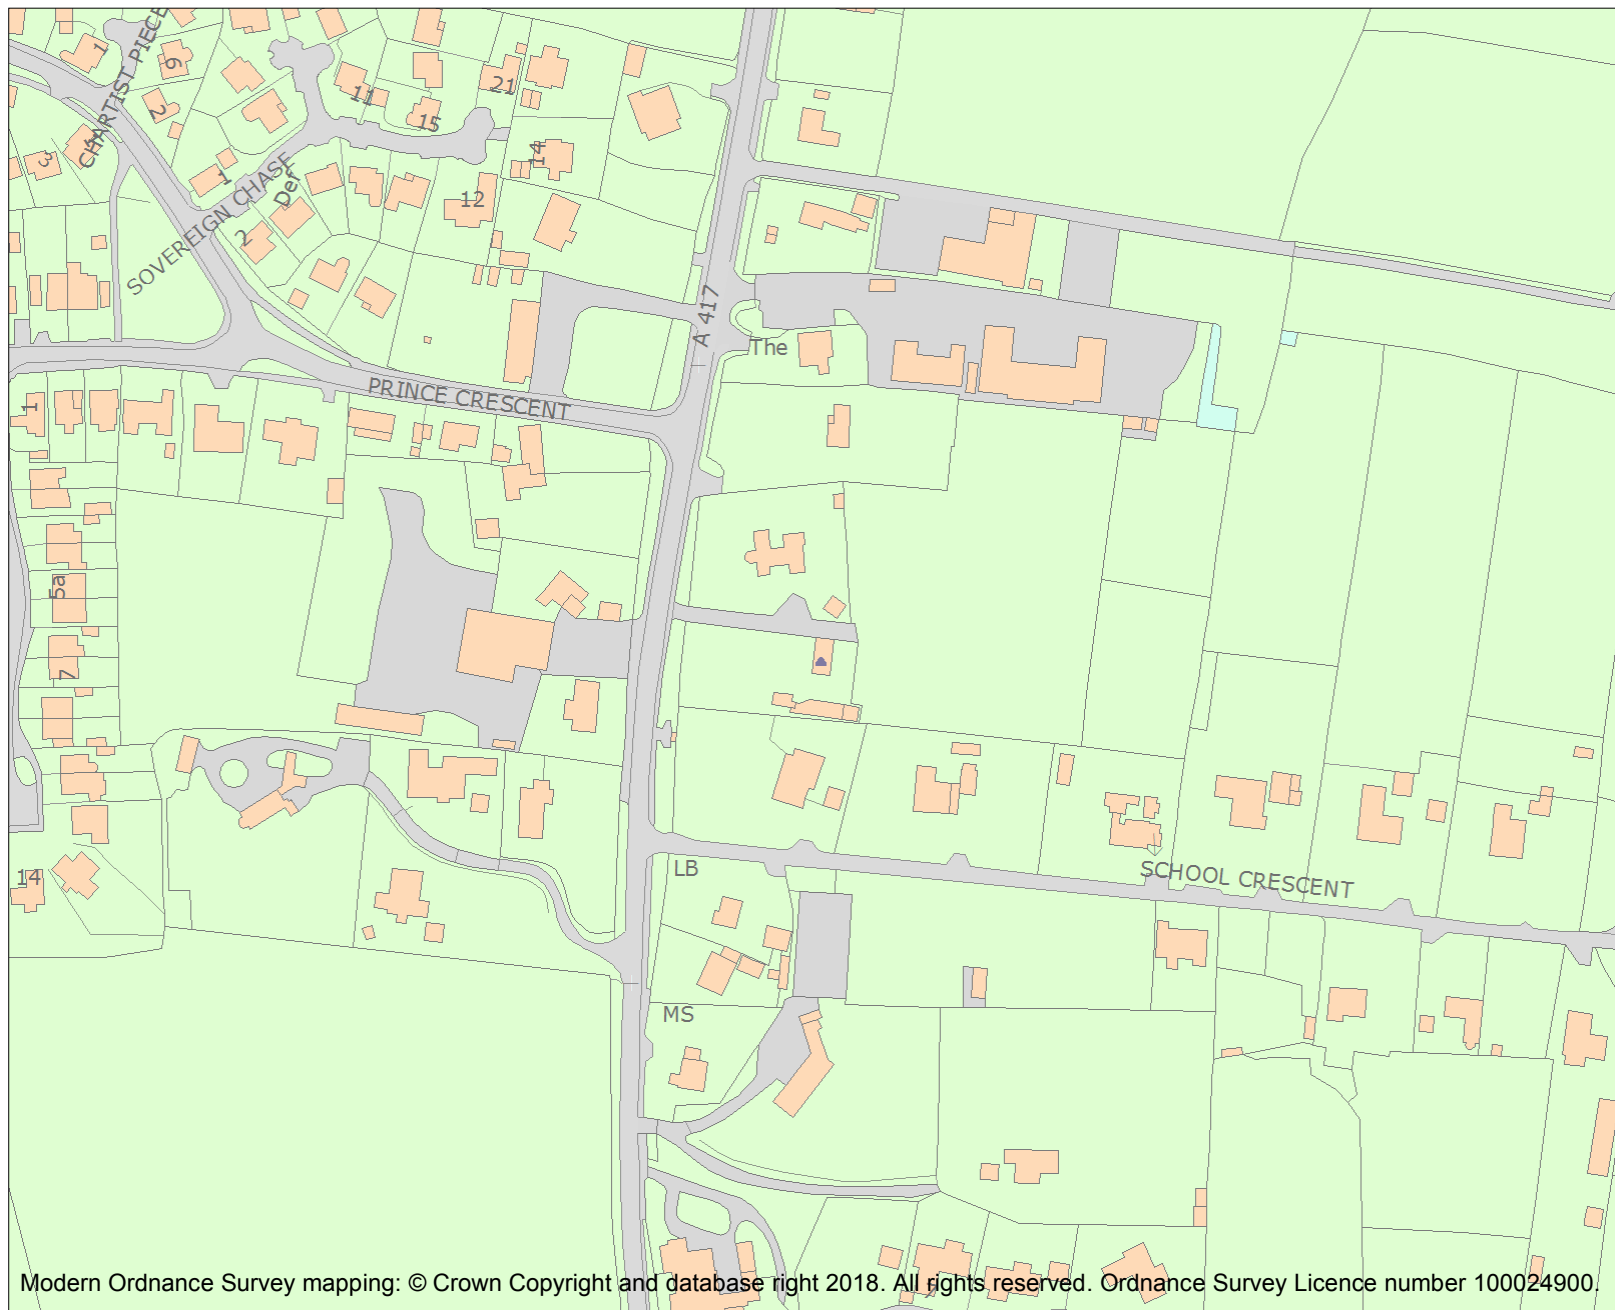 CHARTIST PIECE
1
6
2
3
11
15
21
14
12
1
SOVEREIGN CHASE
Def
2
A 417
The
PRINCE CRESCENT
1
5a
7
14
LB
SCHOOL CRESCENT
MS
Modern Ordnance Survey mapping: © Crown Copyright and database right 2018. All rights reserved. Ordnance Survey Licence number 100024900.